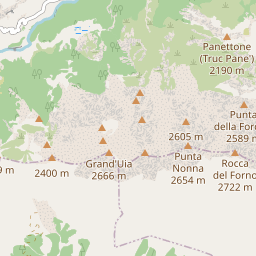 Panettone
(Truc Pane')
2190 m
Punta
della Forc
2589 m
2605 m
Punta
Nonna
2654 m
Rocca
del Forno
2722 m
Grand'Uia
2666 m
2400 m
9 m